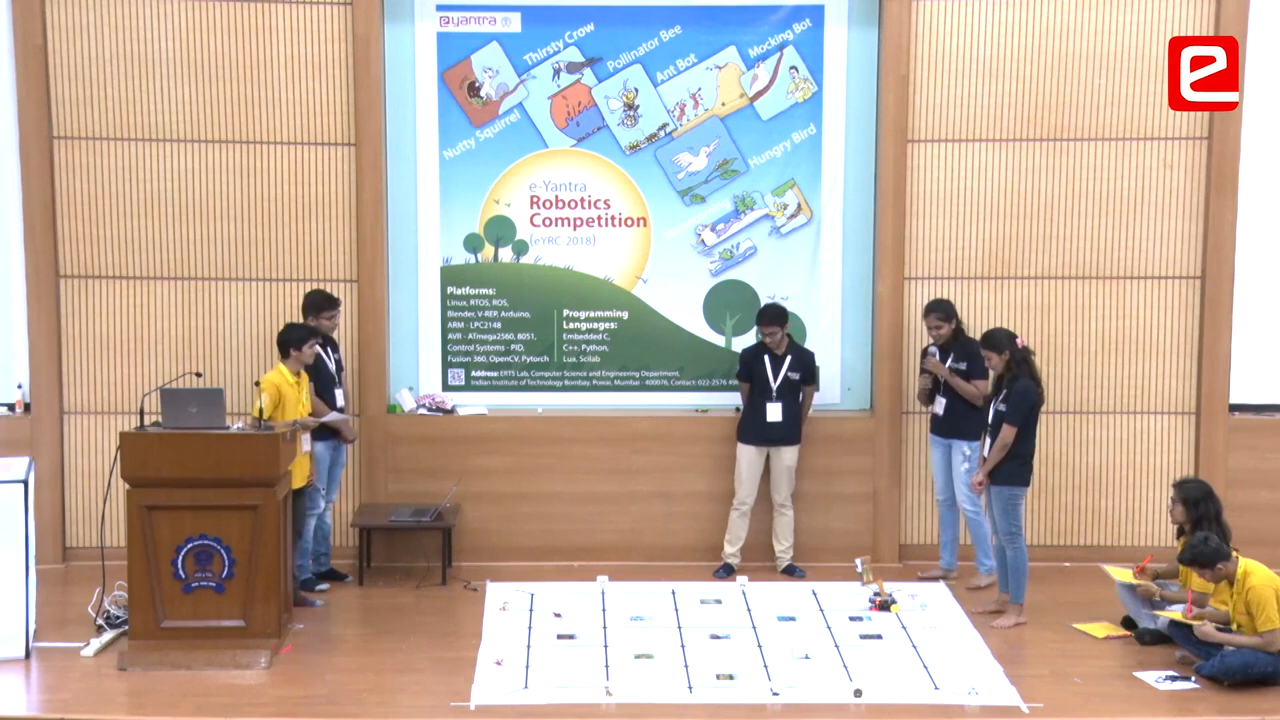 eyantra
Thirsty Crow
Pollinator Bee
Ant Bot
Mocking Bot
Nutty Squirrel
Hungry Bird
e-Yantra
Robotics
Competition
(eYRC-2018)
Platforms:
Linux, RTOS, ROS,
Blender, V-REP, Arduino,
ARM - LPC2148
AVR - ATmega2560, 8051,
Control Systems - PID,
Fusion 360, OpenCV, Pytorch
Programming
Languages:
Embedded C,
C++, Python,
Lua, Scilab
Address: ERTS Lab, Computer Science and Engineering Department,
Indian Institute of Technology Bombay, Powai, Mumbai - 400076, Contact: 022-2576
e